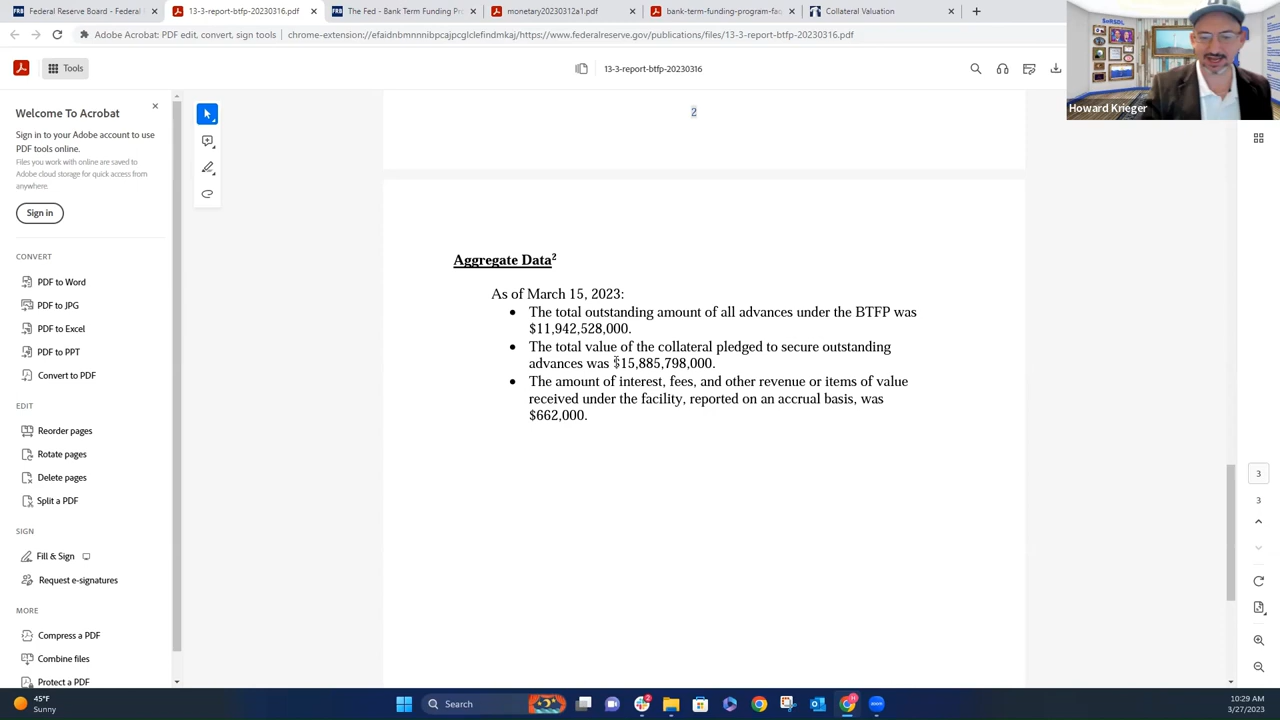 Federal Reserve Board - Federal
13-3-report-btfp-20230316.pdf
The Fed - Bank Term Funding Pro
monetary20230312a1.pdf
bank-term-funding-program-faq
Collateral Valuation
Adobe Acrobat: PDF edit, convert, sign tools
chrome-extension://efaidnbmnnnibpcajpcglclefindmkaj/https://www.federalreserve.gov/publications/files/13-3-report-btfp-20230316.pdf
SoRSDL
Tools
13-3-report-btfp-20230316
Howard Krieger
Welcome To Acrobat
Sign in to your Adobe account to use
PDF tools online.
Files you work with online are saved to
Adobe cloud storage for quick access from
anywhere.
Sign in
CONVERT
PDF to Word
PDF to JPG
PDF to Excel
PDF to PPT
Convert to PDF
EDIT
Reorder pages
Rotate pages
Delete pages
Split a PDF
SIGN
Fill & Sign
Request e-signatures
MORE
Compress a PDF
Combine files
Protect a PDF
2
Aggregate Data²
As of March 15, 2023:
• The total outstanding amount of all advances under the BTFP was
$11,942,528,000.
• The total value of the collateral pledged to secure outstanding
advances was $15,885,798,000.
• The amount of interest, fees, and other revenue or items of value
received under the facility, reported on an accrual basis, was
$662,000.
3
3
45°F
Sunny
Search
2
10:29 AM
3/27/2023